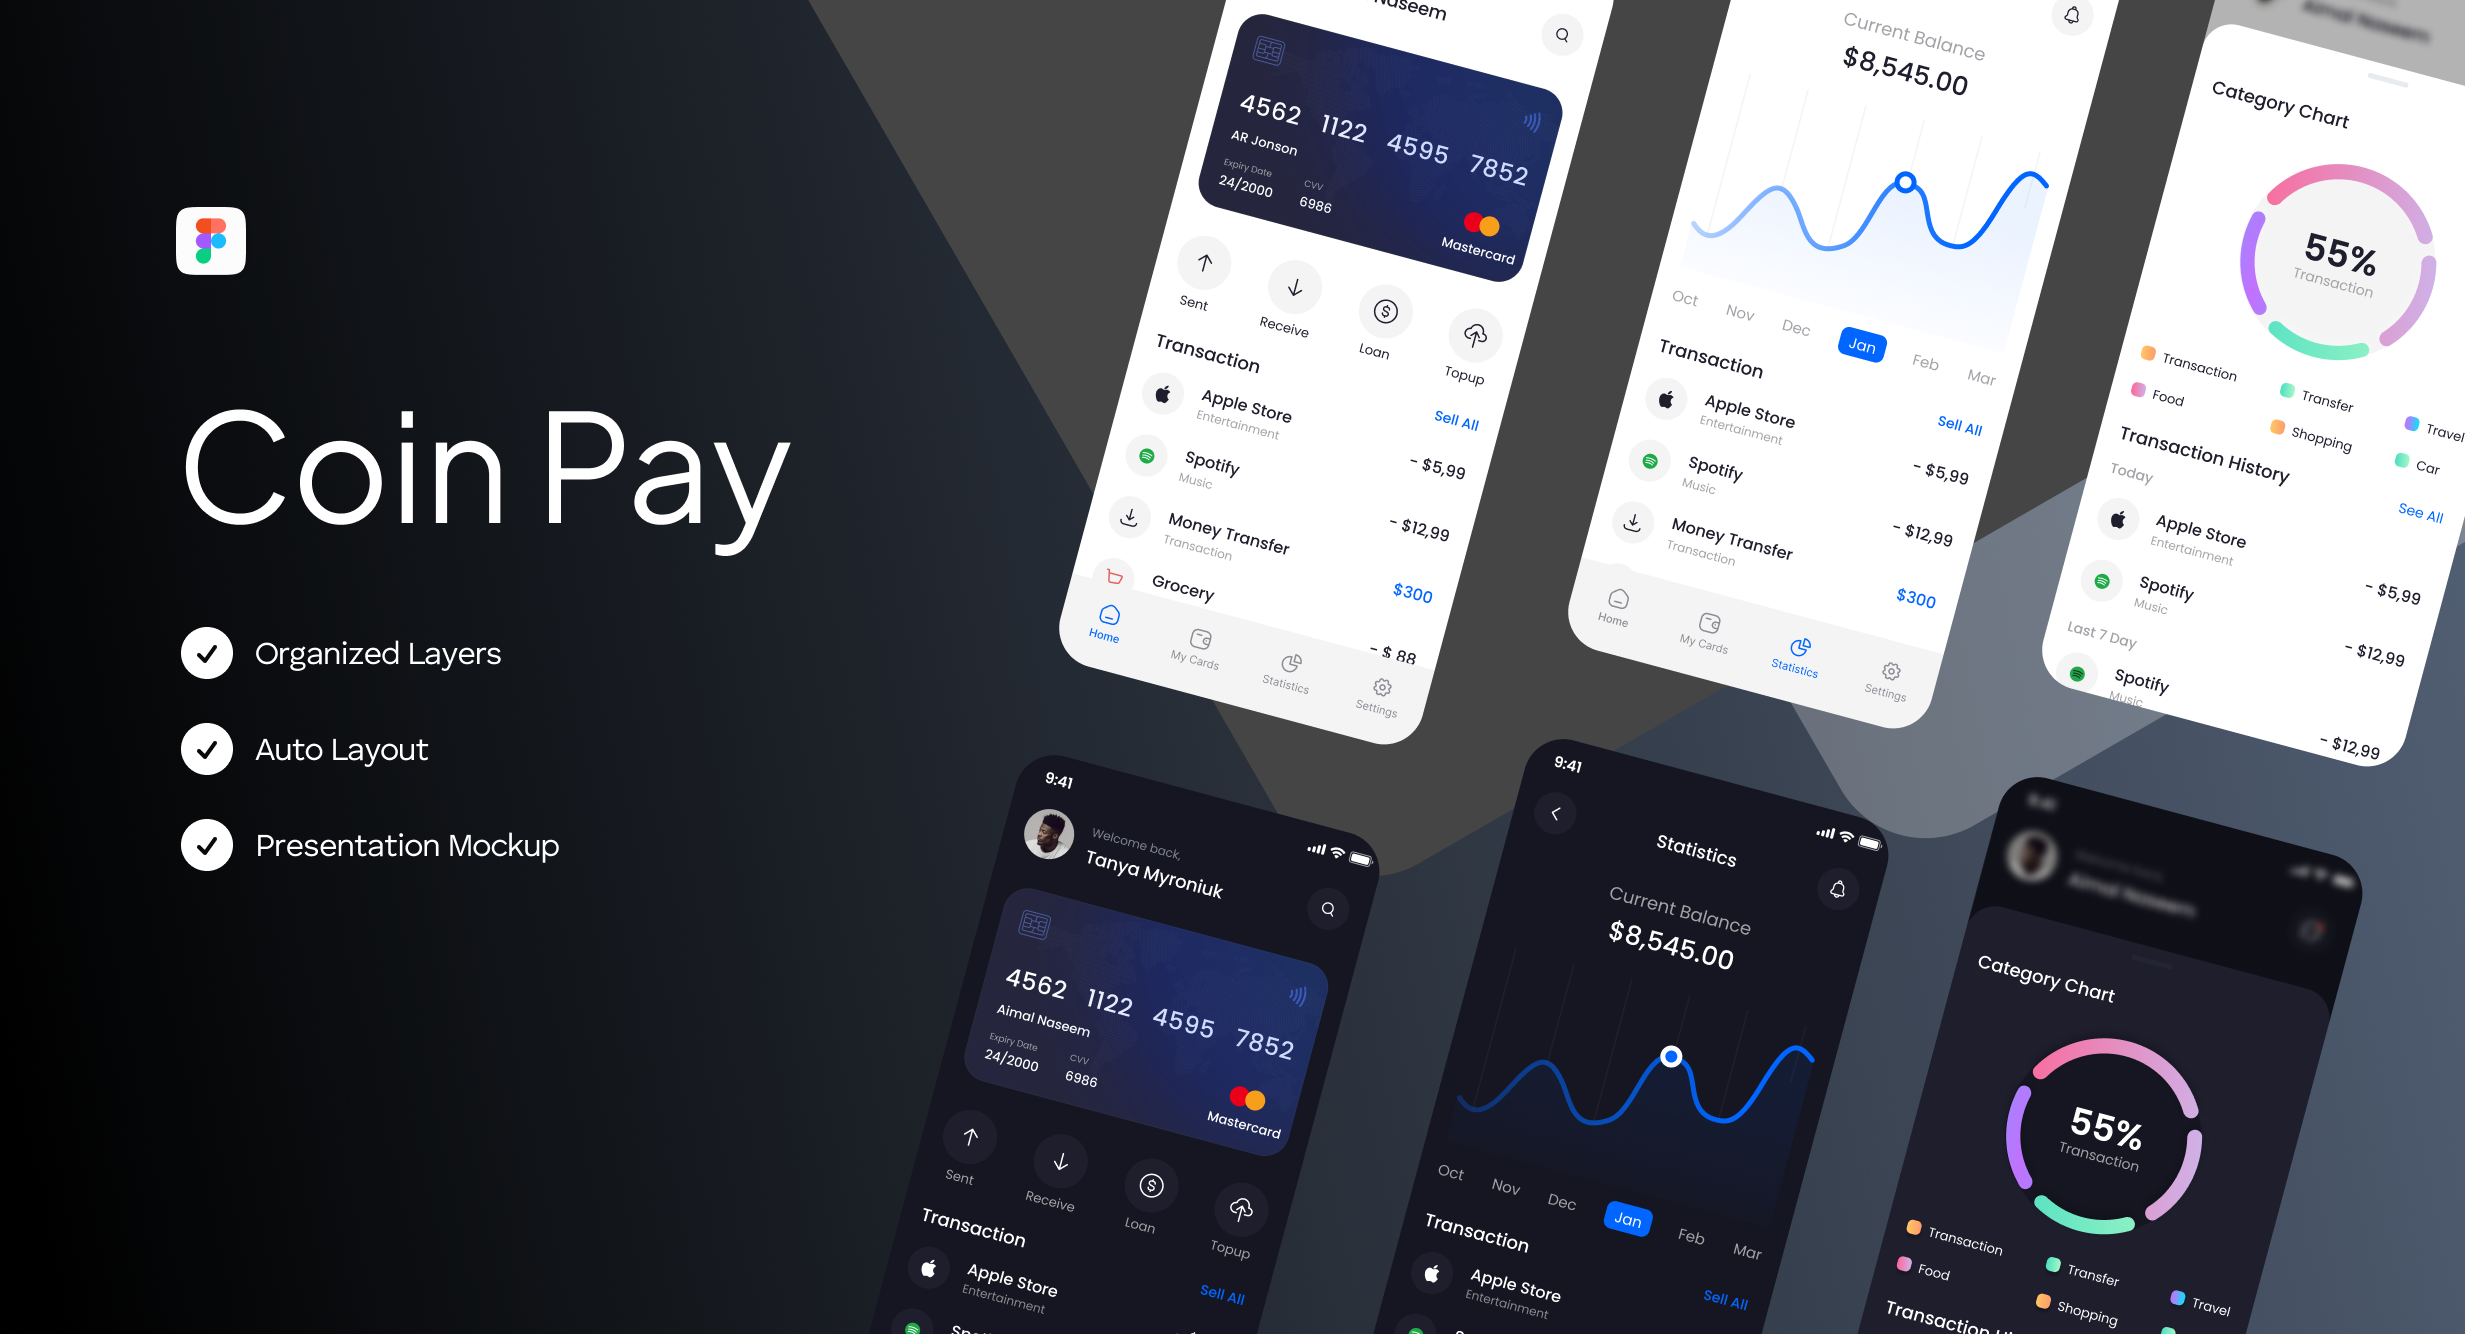 Coin Pay
Organized Layers
Auto Layout
Presentation Mockup
Naseem
4562 1122 4595 7852
AR Jonson
Expiry Date
24/2000
CVV
6986
Mastercard
Sent
Receive
Loan
Topup
Transaction
Sell All
Apple Store
Entertainment
- $5,99
Spotify
Music
- $12,99
Money Transfer
Transaction
$300
Grocery
- $ 88
Home
My Cards
Statistics
Settings
Current Balance
$8,545.00
Oct
Nov
Dec
Jan
Feb
Mar
Transaction
Sell All
Apple Store
Entertainment
- $5,99
Spotify
Music
- $12,99
Money Transfer
Transaction
$300
Home
My Cards
Statistics
Settings
Aimal Naseem
Category Chart
55%
Transaction
Transaction
Transfer
Travel
Food
Shopping
Car
Transaction History
Today
See All
Apple Store
Entertainment
- $5,99
Spotify
Music
- $12,99
Last 7 Day
Spotify
Music
- $12,99
9:41
Welcome back,
Tanya Myroniuk
4562 1122 4595 7852
Aimal Naseem
Expiry Date
24/2000
CVV
6986
Mastercard
Sent
Receive
Loan
Topup
Transaction
Sell All
Apple Store
Entertainment
9:41
Statistics
Current Balance
$8,545.00
Oct
Nov
Dec
Jan
Feb
Mar
Transaction
Sell All
Apple Store
Entertainment
9:41
Aimal Naseem
Category Chart
55%
Transaction
Transaction
Transfer
Travel
Food
Shopping
Transaction